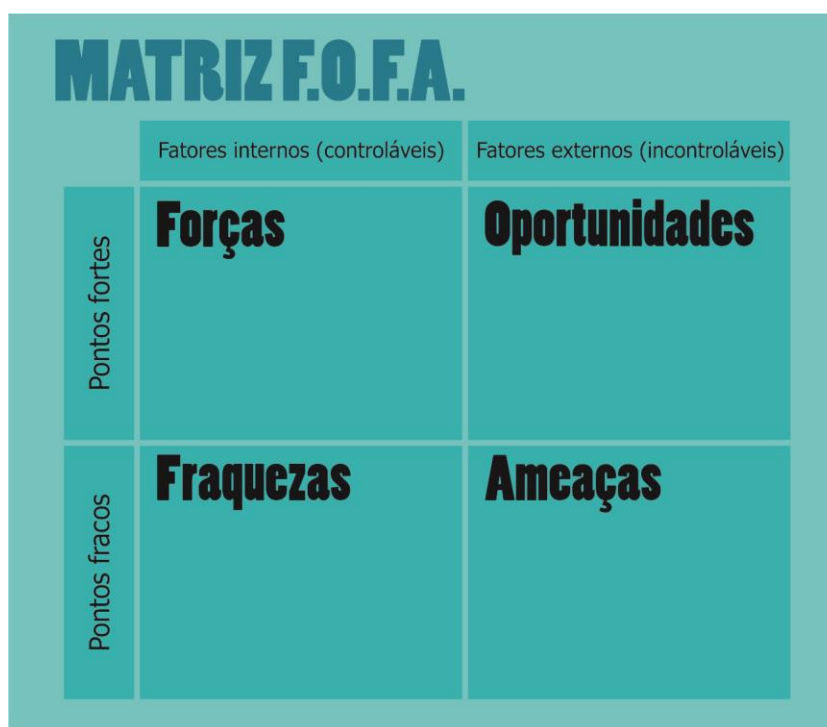 MATRIZ F.O.F.A.
Fatores internos (controláveis)
Fatores externos (incontroláveis)
Pontos fortes
Forças
Oportunidades
Pontos fracos
Fraquezas
Ameaças